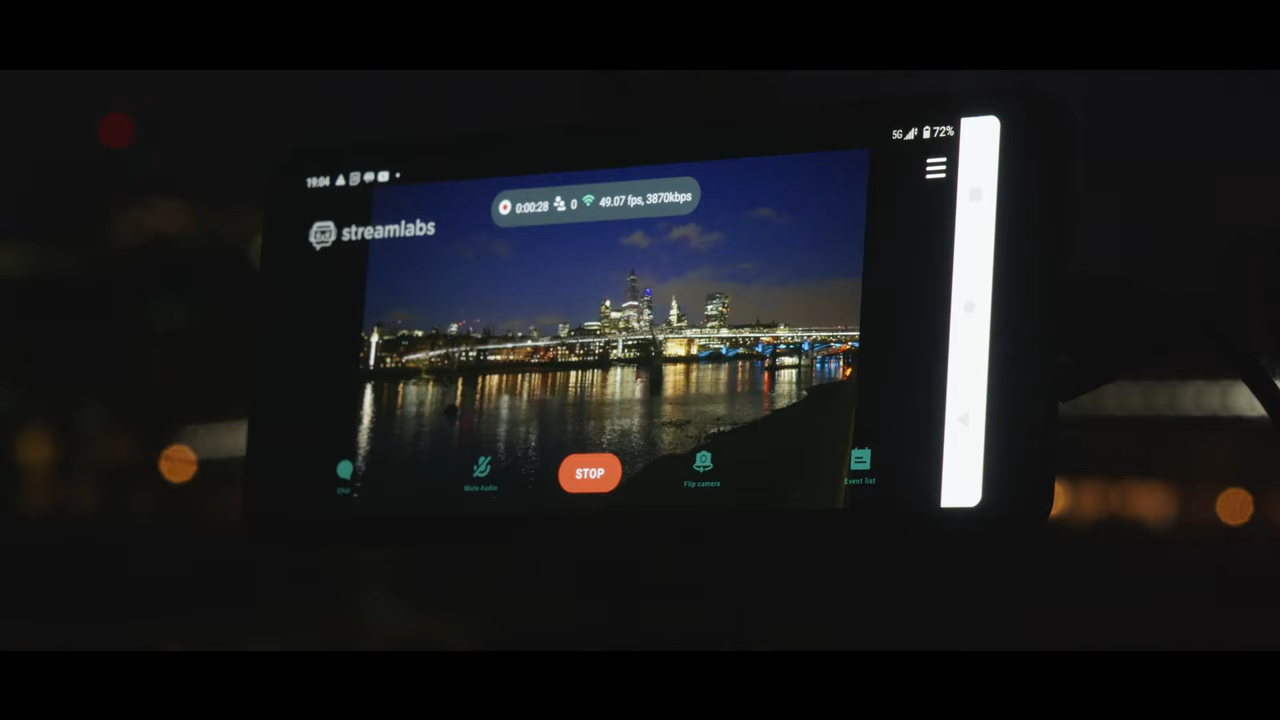 19:04
5G 72%
0:00:28 0 49.07 fps, 3870kbps
streamlabs
STOP
Chat
Mute Audio
Flip camera
Event list